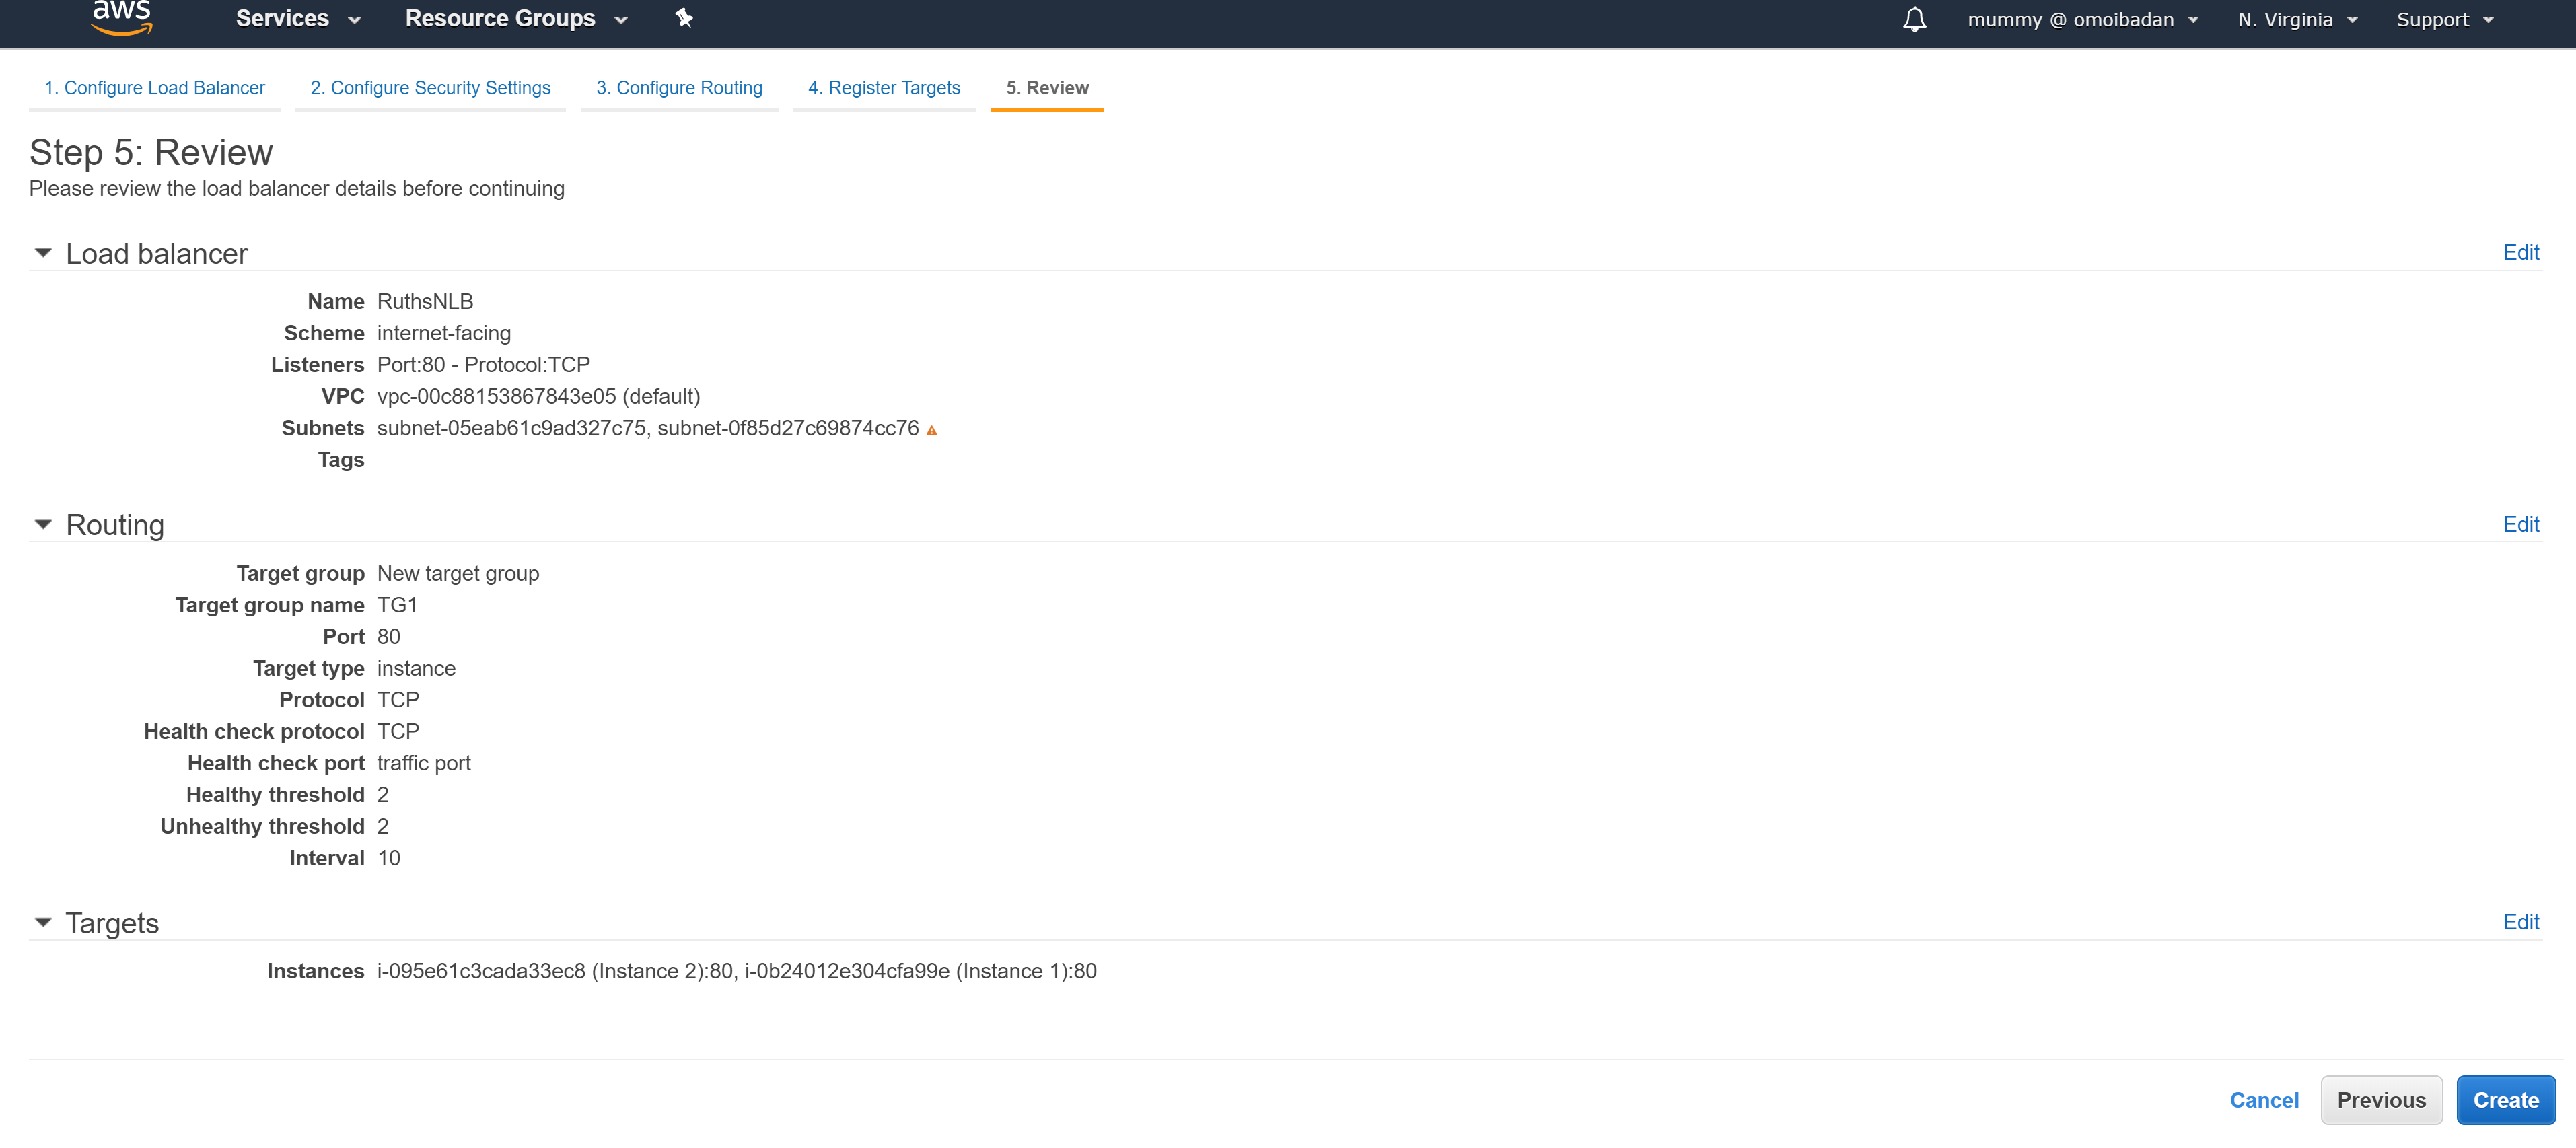 aws Services Resource Groups mummy @ omoibadan N. Virginia Support
1. Configure Load Balancer 2. Configure Security Settings 3. Configure Routing 4. Register Targets 5. Review
Step 5: Review
Please review the load balancer details before continuing
Load balancer Edit
Name RuthsNLB
Scheme internet-facing
Listeners Port:80 - Protocol:TCP
VPC vpc-00c88153867843e05 (default)
Subnets subnet-05eab61c9ad327c75, subnet-0f85d27c69874cc76
Tags
Routing Edit
Target group New target group
Target group name TG1
Port 80
Target type instance
Protocol TCP
Health check protocol TCP
Health check port traffic port
Healthy threshold 2
Unhealthy threshold 2
Interval 10
Targets Edit
Instances i-095e61c3cada33ec8 (Instance 2):80, i-0b24012e304cfa99e (Instance 1):80
Cancel Previous Create